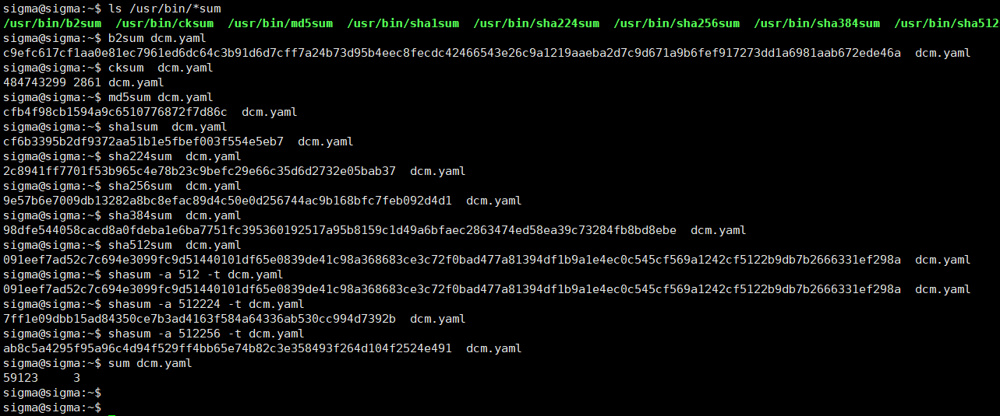 sigma@sigma:~$ ls /usr/bin/*sum
/usr/bin/b2sum  /usr/bin/cksum  /usr/bin/md5sum  /usr/bin/sha1sum  /usr/bin/sha224sum  /usr/bin/sha256sum  /usr/bin/sha384sum  /usr/bin/sha512
sigma@sigma:~$ b2sum dcm.yaml
c9efc617cf1aa0e81ec7961ed6dc64c3b91d6d7cff7a24b73d95b4eec8fecdc42466543e26c9a1219aaeba2d7c9d671a9b6fef917273dd1a6981aab672ede46a  dcm.yaml
sigma@sigma:~$ cksum  dcm.yaml
484743299 2861 dcm.yaml
sigma@sigma:~$ md5sum dcm.yaml
cfb4f98cb1594a9c6510776872f7d86c  dcm.yaml
sigma@sigma:~$ sha1sum  dcm.yaml
cf6b3395b2df9372aa51b1e5fbef003f554e5eb7  dcm.yaml
sigma@sigma:~$ sha224sum  dcm.yaml
2c8941ff7701f53b965c4e78b23c9befc29e66c35d6d2732e05bab37  dcm.yaml
sigma@sigma:~$ sha256sum  dcm.yaml
9e57b6e7009db13282a8bc8efac89d4c50e0d256744ac9b168bfc7feb092d4d1  dcm.yaml
sigma@sigma:~$ sha384sum  dcm.yaml
98dfe544058cacd8a0fdeba1e6ba7751fc395360192517a95b8159c1d49a6bfaec2863474ed58ea39c73284fb8bd8ebe  dcm.yaml
sigma@sigma:~$ sha512sum  dcm.yaml
091eef7ad52c7c694e3099fc9d51440101df65e0839de41c98a368683ce3c72f0bad477a81394df1b9a1e4ec0c545cf569a1242cf5122b9db7b2666331ef298a  dcm.yaml
sigma@sigma:~$ shasum -a 512 -t dcm.yaml
091eef7ad52c7c694e3099fc9d51440101df65e0839de41c98a368683ce3c72f0bad477a81394df1b9a1e4ec0c545cf569a1242cf5122b9db7b2666331ef298a  dcm.yaml
sigma@sigma:~$ shasum -a 512224 -t dcm.yaml
7ff1e09dbb15ad84350ce7b3ad4163f584a64336ab530cc994d7392b  dcm.yaml
sigma@sigma:~$ shasum -a 512256 -t dcm.yaml
ab8c5a4295f95a96c4d94f529ff4bb65e74b82c3e358493f264d104f2524e491  dcm.yaml
sigma@sigma:~$ sum dcm.yaml
59123     3
sigma@sigma:~$
sigma@sigma:~$